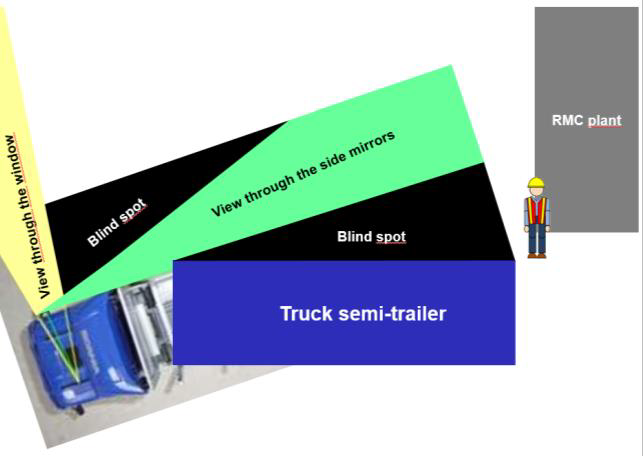 View through the window
Blind spot
View through the side mirrors
RMC plant
Blind spot
Truck semi-trailer